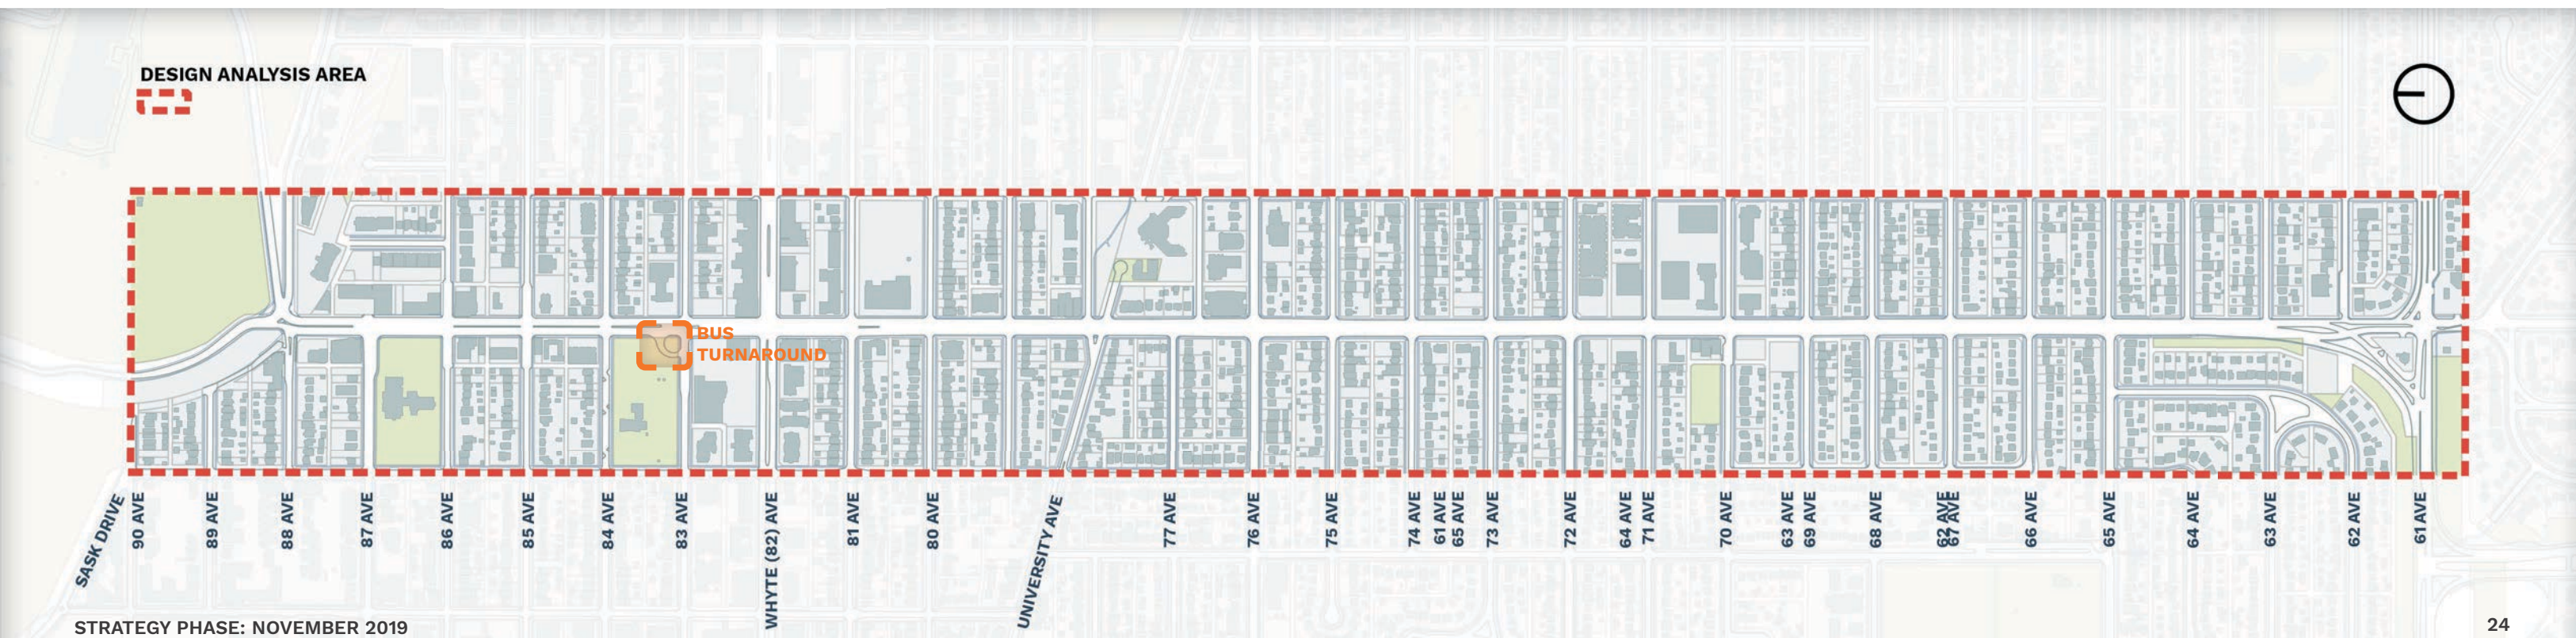 DESIGN ANALYSIS AREA
BUS
TURNAROUND
SASK DRIVE
90 AVE
89 AVE
88 AVE
87 AVE
86 AVE
85 AVE
84 AVE
83 AVE
WHYTE (82) AVE
81 AVE
80 AVE
UNIVERSITY AVE
77 AVE
76 AVE
75 AVE
74 AVE
61 AVE
65 AVE
73 AVE
72 AVE
64 AVE
71 AVE
70 AVE
63 AVE
69 AVE
68 AVE
62 AVE
67 AVE
66 AVE
65 AVE
64 AVE
63 AVE
62 AVE
61 AVE
STRATEGY PHASE: NOVEMBER 2019
24